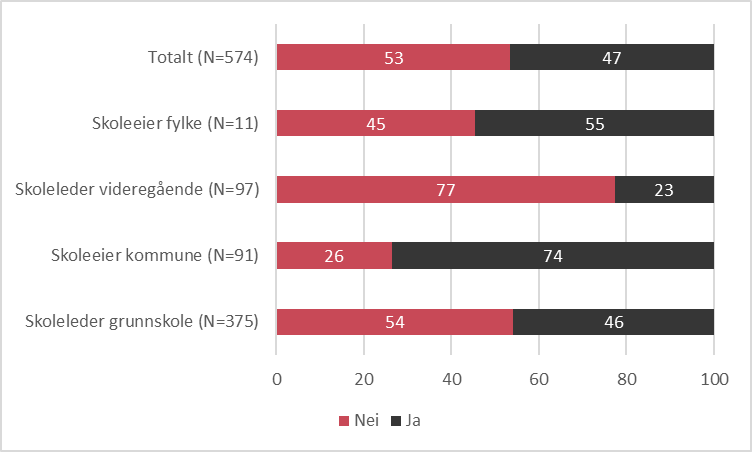 Totalt (N=574) 53 47
Skoleeier fylke (N=11) 45 55
Skoleleder videregående (N=97) 77 23
Skoleeier kommune (N=91) 26 74
Skoleleder grunnskole (N=375) 54 46
0 20 40 60 80 100
Nei Ja